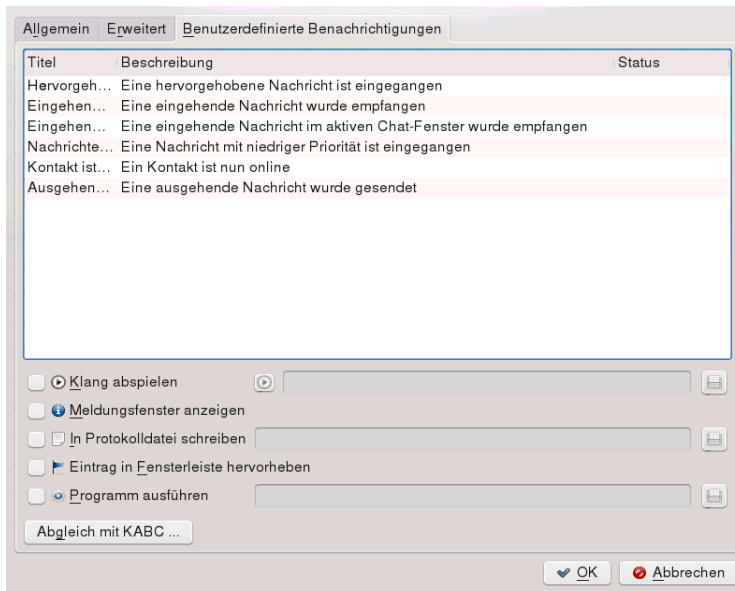 Allgemein Erweitert Benutzerdefinierte Benachrichtigungen
Titel Beschreibung Status
Hervorgeh... Eine hervorgehobene Nachricht ist eingegangen
Eingehen... Eine eingehende Nachricht wurde empfangen
Eingehen... Eine eingehende Nachricht im aktiven Chat-Fenster wurde empfangen
Nachrichte... Eine Nachricht mit niedriger Priorität ist eingegangen
Kontakt ist... Ein Kontakt ist nun online
Ausgehen... Eine ausgehende Nachricht wurde gesendet
Klang abspielen
Meldungsfenster anzeigen
In Protokolldatei schreiben
Eintrag in Fensterleiste hervorheben
Programm ausführen
Abgleich mit KABC ...
OK Abbrechen